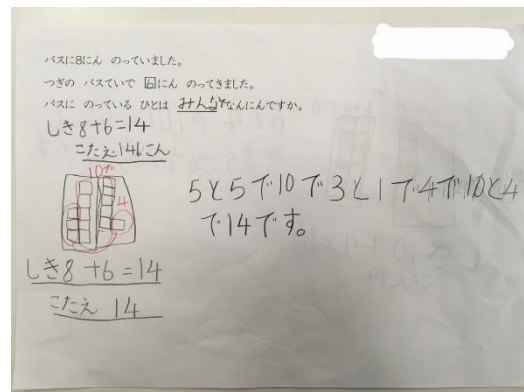 バスに8にん のっていました。
つぎの バスていで 6にん のってきました。
バスに のっている ひとは みんなで なんにんですか。
しき8+6=14
こたえ14にん
10で
4
5と5で10で3と1で4で10と4
で14です。
しき8+6=14
こたえ 14